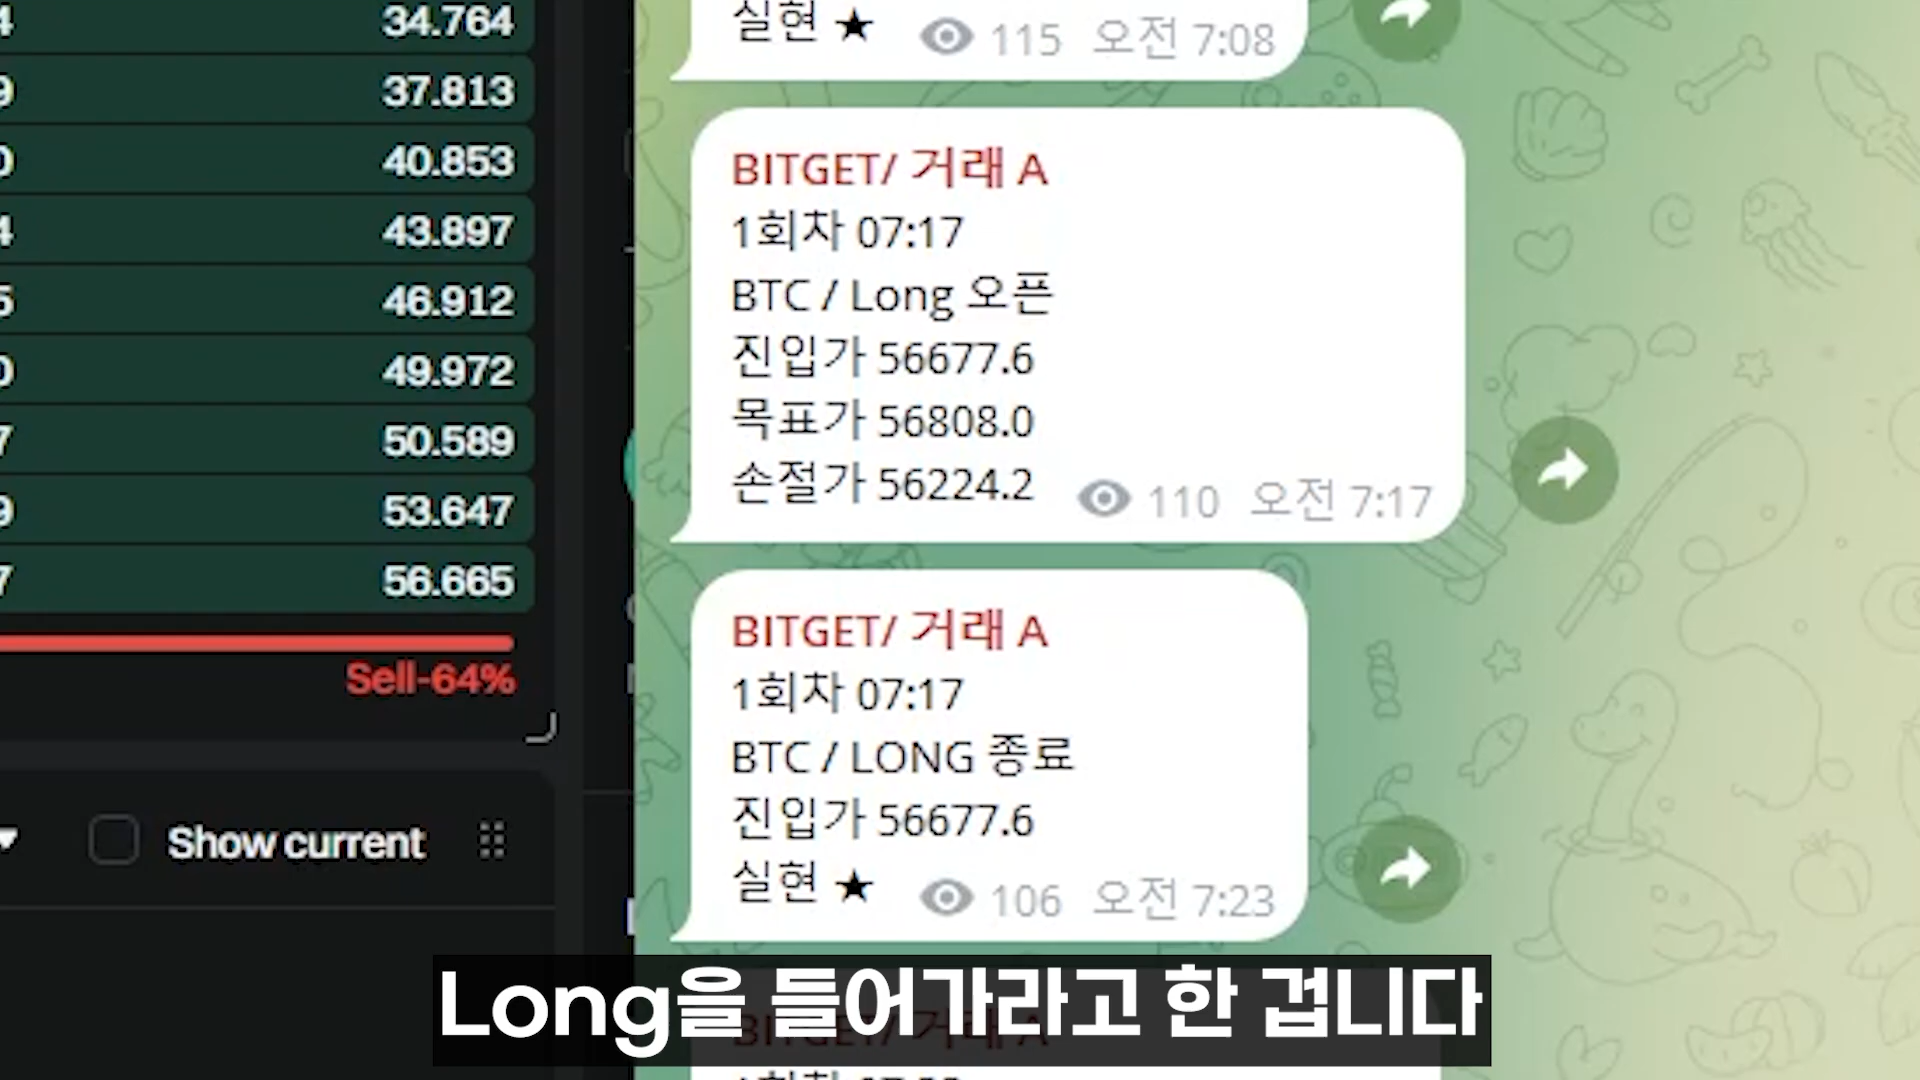 34.764
37.813
40.853
43.897
46.912
49.972
50.589
53.647
56.665
Sell-64%
Show current
실현 ★ 115 오전 7:08
BITGET/ 거래 A
1회차 07:17
BTC / Long 오픈
진입가 56677.6
목표가 56808.0
손절가 56224.2 110 오전 7:17
BITGET/ 거래 A
1회차 07:17
BTC / LONG 종료
진입가 56677.6
실현 ★ 106 오전 7:23
BITGET/ 거래 A
Long을 들어가라고 한 겁니다